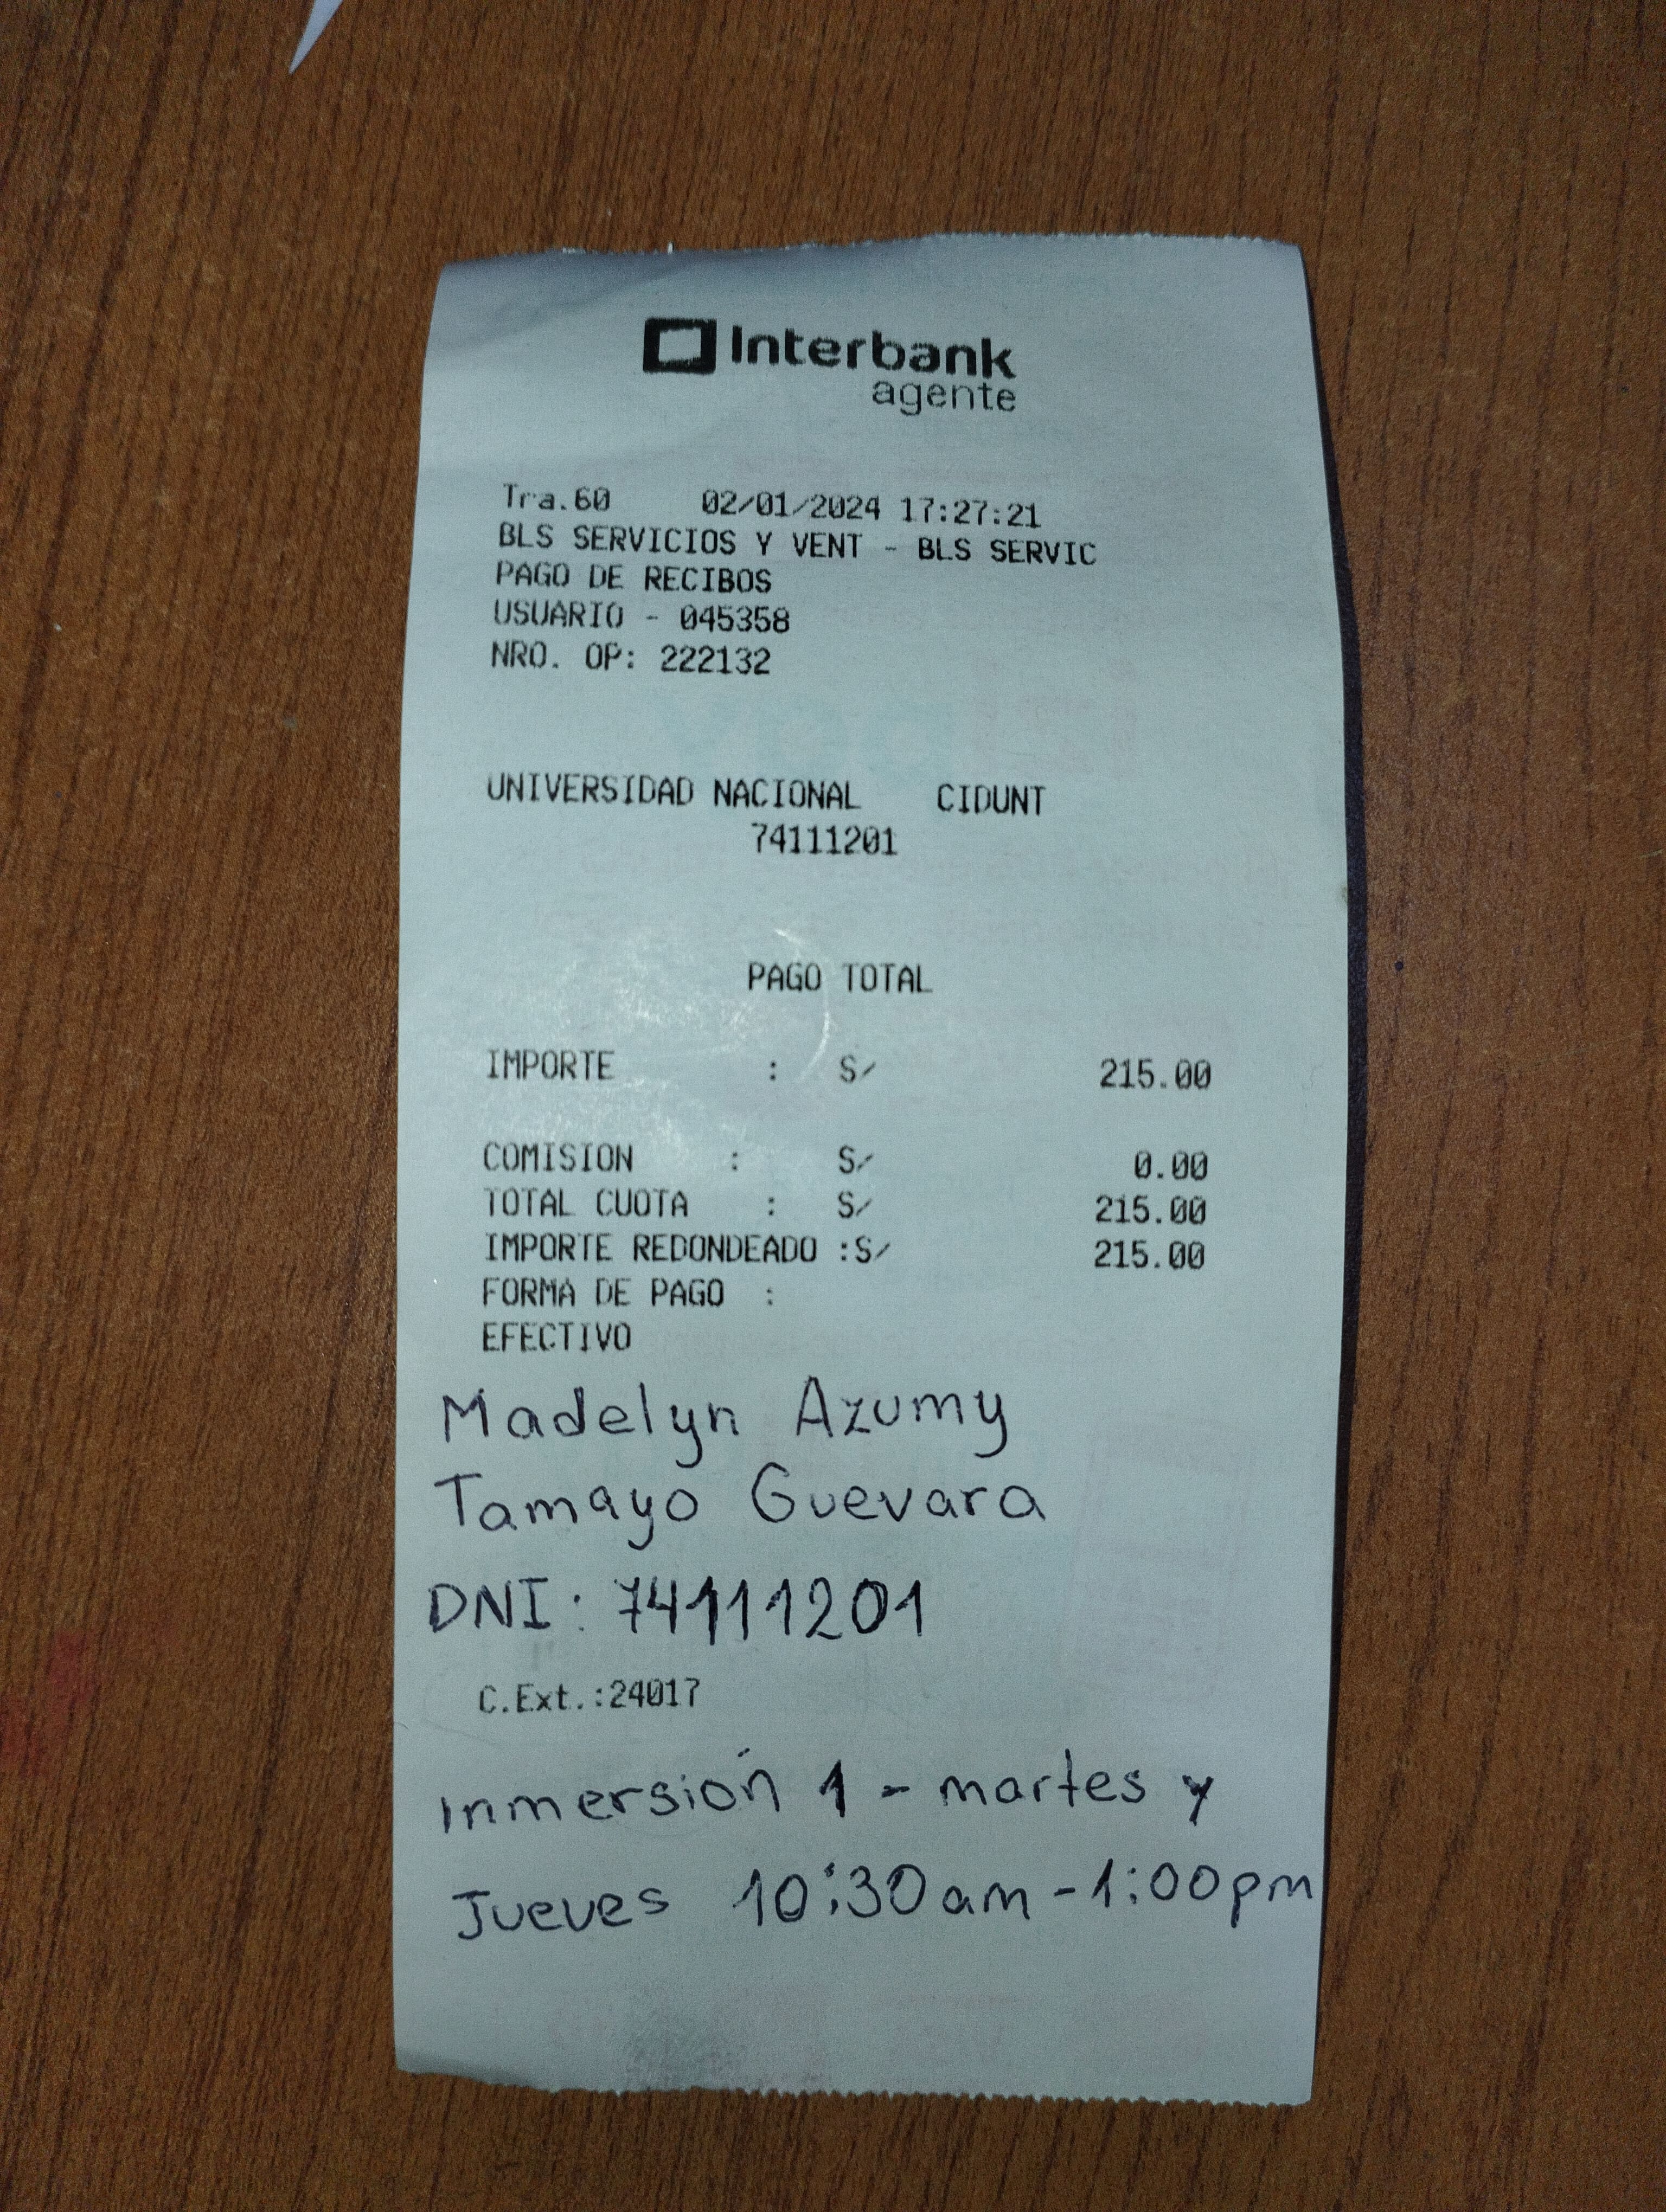 Interbank
agente
Tra.60 02/01/2024 17:27:21
BLS SERVICIOS Y VENT - BLS SERVIC
PAGO DE RECIBOS
USUARIO - 045358
NRO. OP: 222132
UNIVERSIDAD NACIONAL CIDUNT
74111201
PAGO TOTAL
IMPORTE : S/ 215.00
COMISION : S/ 0.00
TOTAL CUOTA : S/ 215.00
IMPORTE REDONDEADO :S/ 215.00
FORMA DE PAGO :
EFECTIVO
Madelyn Azumy
Tamayo Guevara
DNI: 74111201
C.Ext.:24017
Inmersión 1 - martes y
Jueves 10:30am - 1:00pm